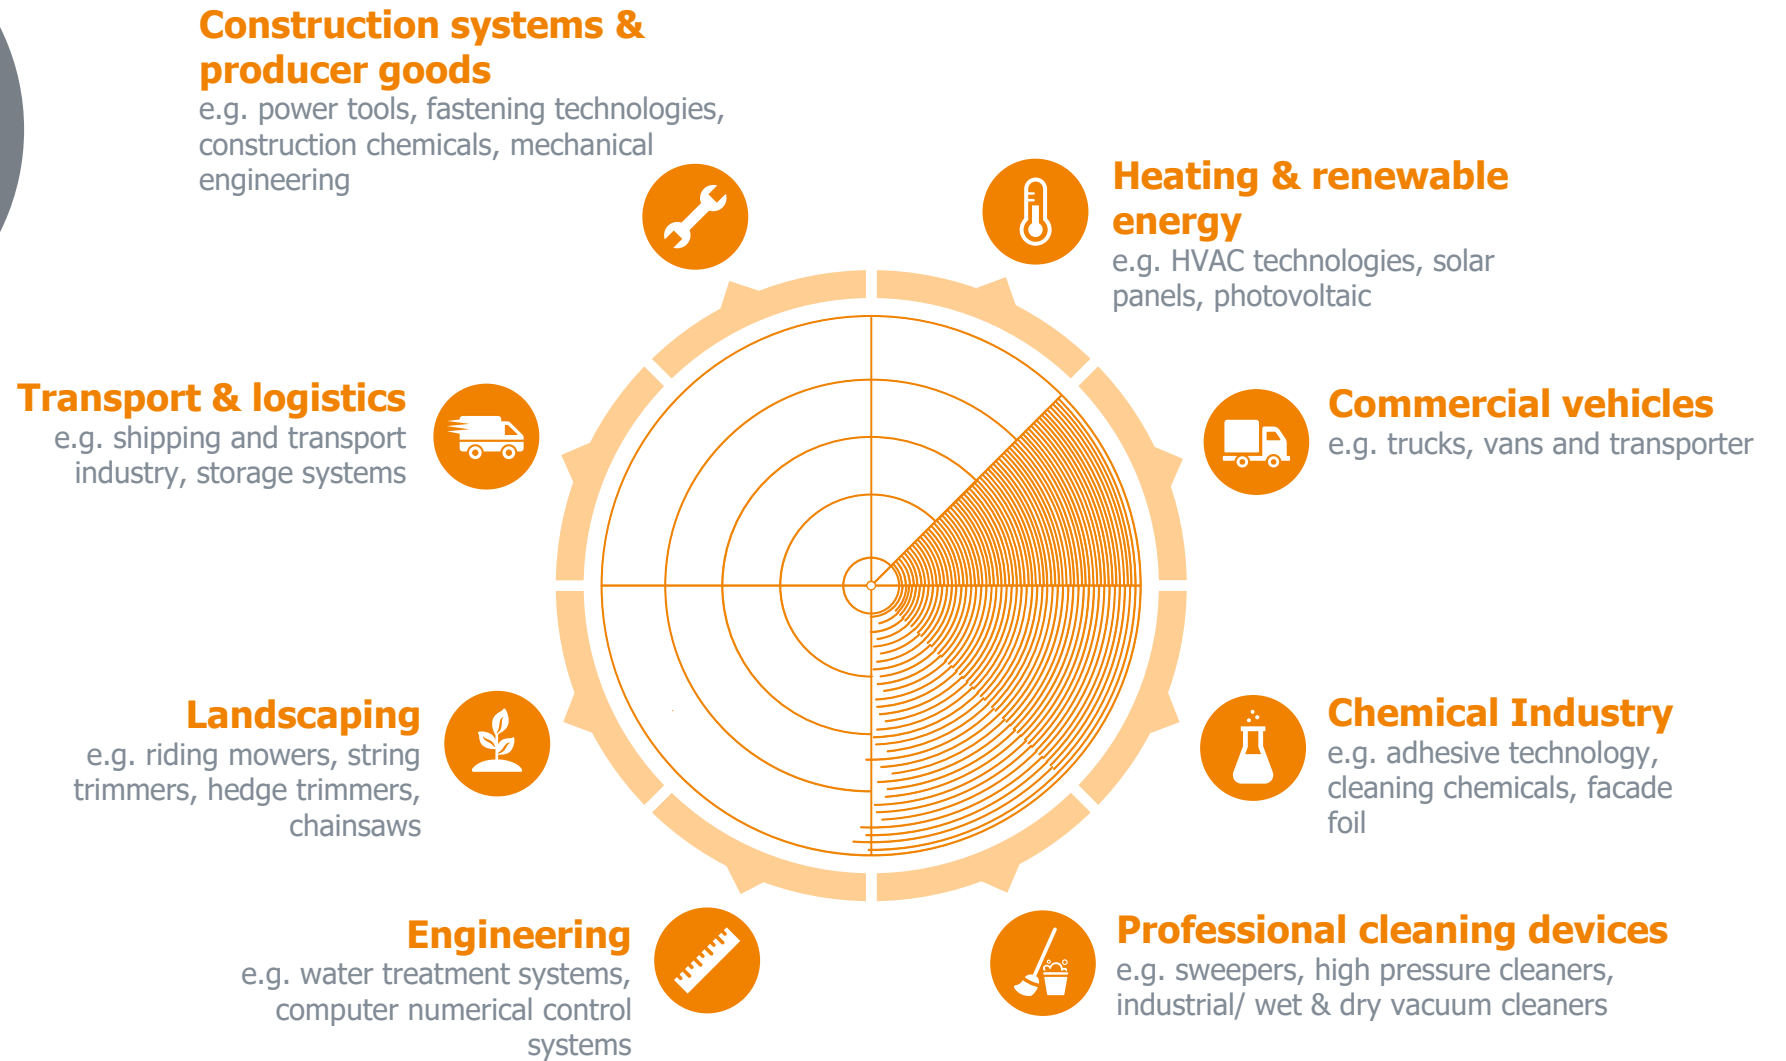 Construction systems &
producer goods
e.g. power tools, fastening technologies,
construction chemicals, mechanical
engineering
Heating & renewable
energy
e.g. HVAC technologies, solar
panels, photovoltaic
Transport & logistics
e.g. shipping and transport
industry, storage systems
Commercial vehicles
e.g. trucks, vans and transporter
Landscaping
e.g. riding mowers, string
trimmers, hedge trimmers,
chainsaws
Chemical Industry
e.g. adhesive technology,
cleaning chemicals, facade
foil
Engineering
e.g. water treatment systems,
computer numerical control
systems
Professional cleaning devices
e.g. sweepers, high pressure cleaners,
industrial/ wet & dry vacuum cleaners